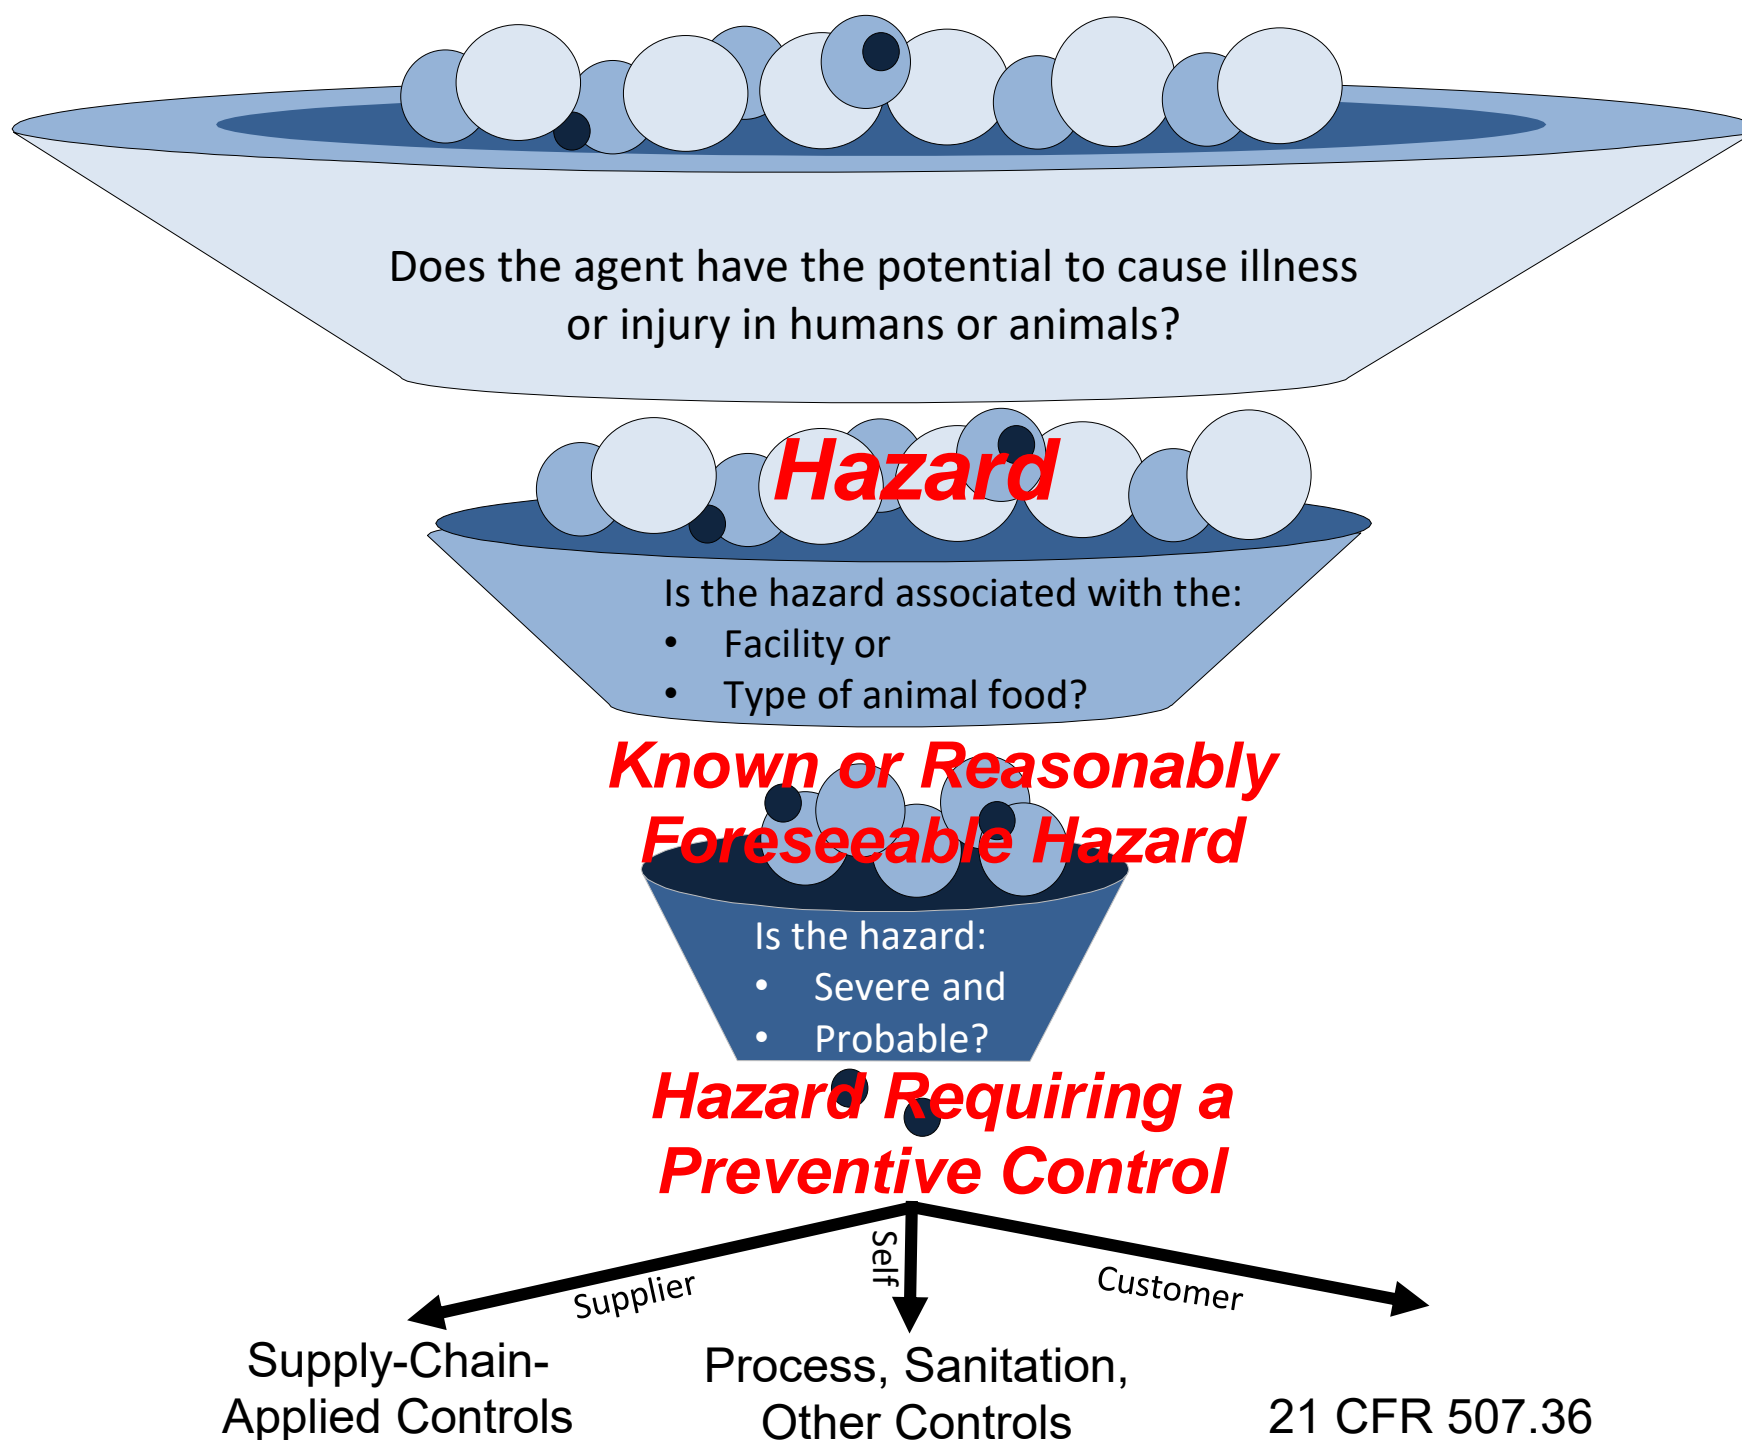 Does the agent have the potential to cause illness
or injury in humans or animals?
Hazard
Is the hazard associated with the:
• Facility or
• Type of animal food?
Known or Reasonably
Foreseeable Hazard
Is the hazard:
• Severe and
• Probable?
Hazard Requiring a
Preventive Control
Supplier
Self
Customer
Supply-Chain-
Applied Controls
Process, Sanitation,
Other Controls
21 CFR 507.36